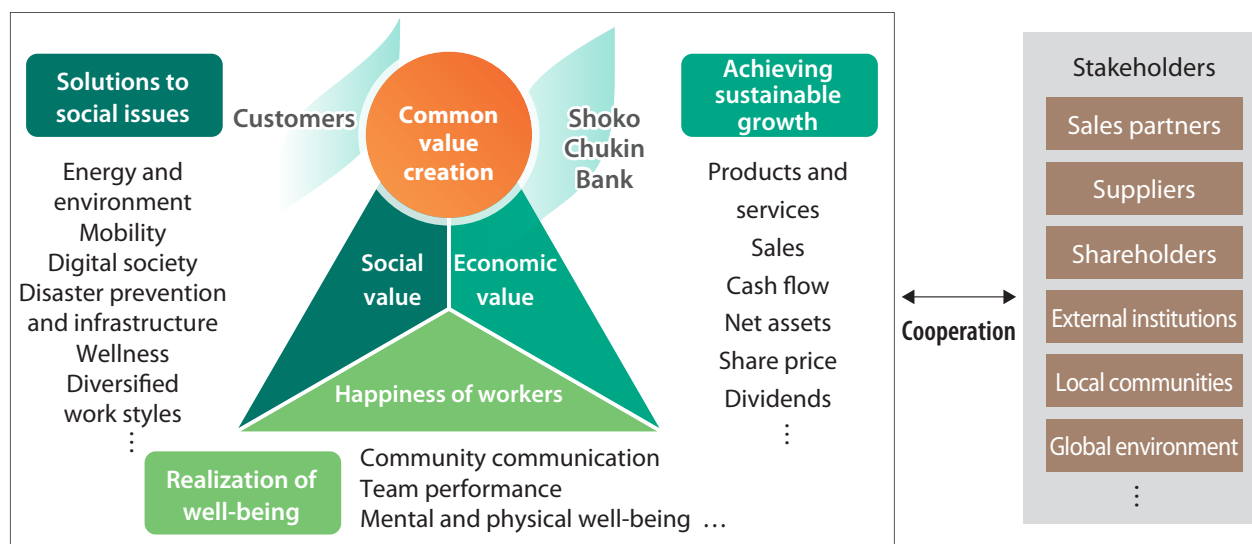 Solutions to
social issues
Energy and
environment
Mobility
Digital society
Disaster prevention
and infrastructure
Wellness
Diversified
work styles
⋮
Customers
Common
value
creation
Shoko
Chukin
Bank
Social
value
Economic
value
Happiness of workers
Achieving
sustainable
growth
Products and
services
Sales
Cash flow
Net assets
Share price
Dividends
⋮
Realization of
well-being
Community communication
Team performance
Mental and physical well-being …
Cooperation
Stakeholders
Sales partners
Suppliers
Shareholders
External institutions
Local communities
Global environment
⋮